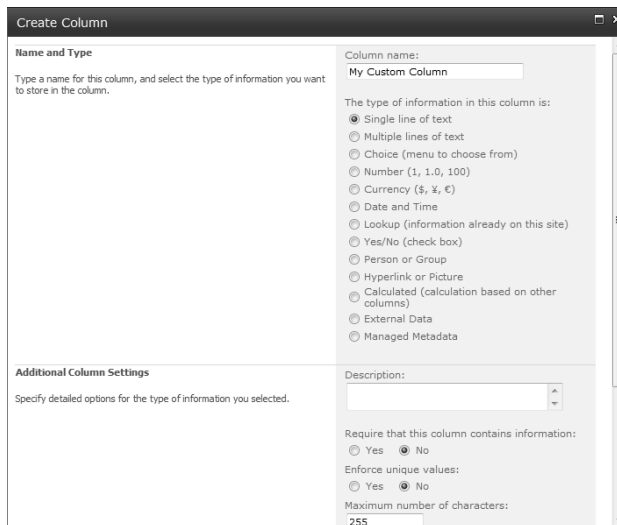 Create Column
Name and Type
Type a name for this column, and select the type of information you want
to store in the column.
Column name:
My Custom Column
The type of information in this column is:
Single line of text
Multiple lines of text
Choice (menu to choose from)
Number (1, 1.0, 100)
Currency ($, ¥, €)
Date and Time
Lookup (information already on this site)
Yes/No (check box)
Person or Group
Hyperlink or Picture
Calculated (calculation based on other
columns)
External Data
Managed Metadata
Additional Column Settings
Specify detailed options for the type of information you selected.
Description:
Require that this column contains information:
Yes No
Enforce unique values:
Yes No
Maximum number of characters:
255